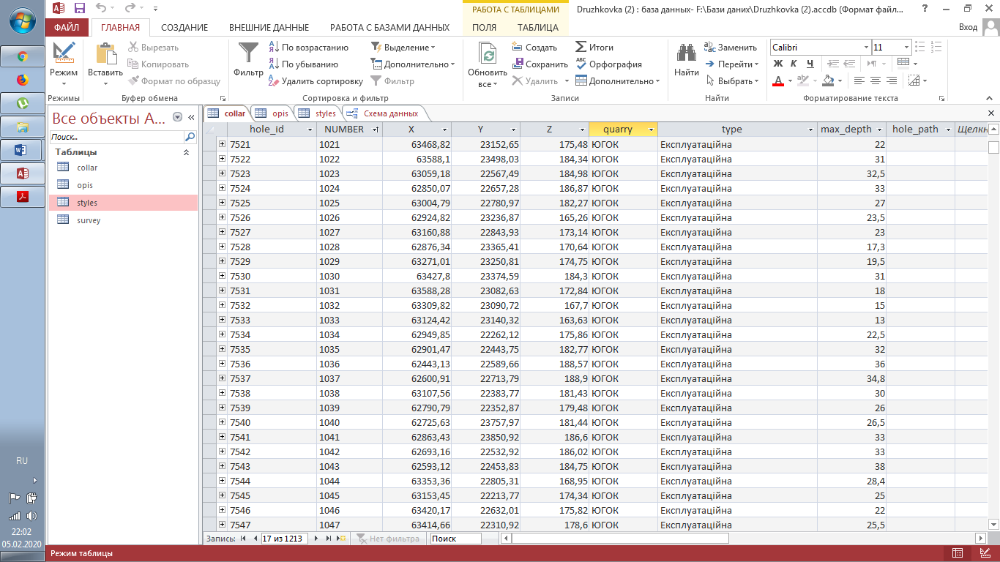 РАБОТА С ТАБЛИЦАМИ Druzhkovka (2) : база данных- F:\Бази даних\Druzhkovka (2).accdb (Формат файл... ?
ФАЙЛ ГЛАВНАЯ СОЗДАНИЕ ВНЕШНИЕ ДАННЫЕ РАБОТА С БАЗАМИ ДАННЫХ ПОЛЯ ТАБЛИЦА Вход
Вырезать По возрастанию Выделение Создать Итоги Заменить Calibri 11
Режим Вставить Копировать Фильтр По убыванию Дополнительно Обновить все Сохранить Орфография Найти Перейти Ж К Ч
Формат по образцу Удалить сортировку Фильтр Удалить Дополнительно Выбрать
Режимы Буфер обмена Сортировка и фильтр Записи Найти Форматирование текста
Все объекты A... collar opis styles Схема данных
Поиск...
Таблицы
collar
opis
styles
survey
hole_id NUMBER X Y Z quarry type max_depth hole_path Щелкн
7521 1021 63468,82 23152,65 175,48 ЮГОК Експлуатаційна 22
7522 1022 63588,1 23498,03 184,34 ЮГОК Експлуатаційна 31
7523 1023 63059,18 22567,49 184,98 ЮГОК Експлуатаційна 32,5
7524 1024 62850,07 22657,28 186,87 ЮГОК Експлуатаційна 33
7525 1025 63004,79 22780,97 182,27 ЮГОК Експлуатаційна 27
7526 1026 62924,82 23236,87 165,26 ЮГОК Експлуатаційна 23,5
7527 1027 63160,88 22843,93 173,14 ЮГОК Експлуатаційна 23
7528 1028 62876,34 23365,41 170,64 ЮГОК Експлуатаційна 17,3
7529 1029 63271,01 23250,81 174,75 ЮГОК Експлуатаційна 19,5
7530 1030 63427,8 23374,59 184,3 ЮГОК Експлуатаційна 31
7531 1031 63588,28 23082,63 172,84 ЮГОК Експлуатаційна 18
7532 1032 63309,82 23090,72 167,7 ЮГОК Експлуатаційна 15
7533 1033 63124,42 23140,32 163,63 ЮГОК Експлуатаційна 13
7534 1034 62949,85 22262,12 175,86 ЮГОК Експлуатаційна 22,5
7535 1035 62901,47 22443,75 182,77 ЮГОК Експлуатаційна 32
7536 1036 62443,13 22589,66 188,57 ЮГОК Експлуатаційна 36
7537 1037 62600,91 22713,79 188,9 ЮГОК Експлуатаційна 34,8
7538 1038 63107,56 22383,77 181,43 ЮГОК Експлуатаційна 30
7539 1039 62790,79 22352,87 179,48 ЮГОК Експлуатаційна 26
7540 1040 62725,63 23757,97 181,44 ЮГОК Експлуатаційна 26,5
7541 1041 62863,43 23850,92 186,6 ЮГОК Експлуатаційна 33
7542 1042 62693,16 22532,92 186,02 ЮГОК Експлуатаційна 33
7543 1043 62593,12 22453,83 184,75 ЮГОК Експлуатаційна 38
7544 1044 63353,36 22805,31 168,95 ЮГОК Експлуатаційна 28,4
7545 1045 63153,45 22213,77 174,34 ЮГОК Експлуатаційна 25
7546 1046 63420,17 22632,01 175,82 ЮГОК Експлуатаційна 22
7547 1047 63414,66 22310,92 178,6 ЮГОК Експлуатаційна 25,5
Запись: 17 из 1213 Нет фильтра Поиск
Режим таблицы
RU
22:02
05.02.2020